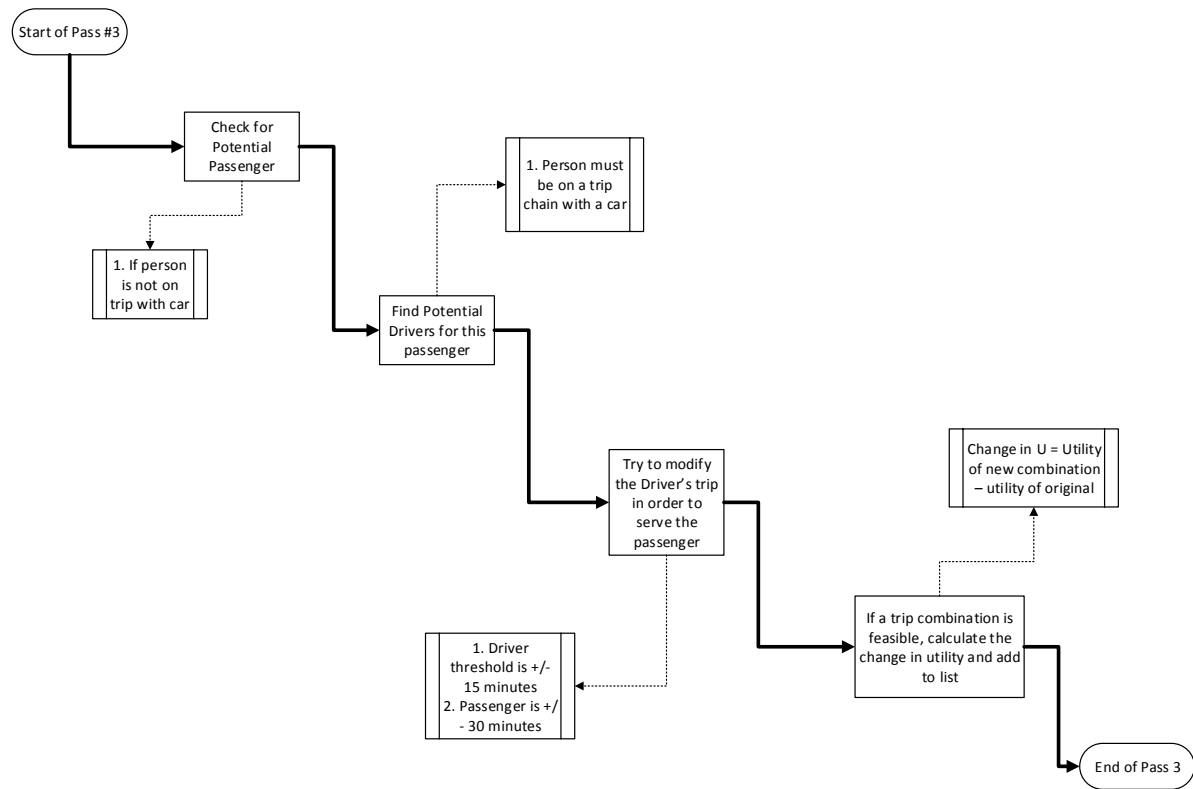 Start of Pass #3
Check for
Potential
Passenger
1. Person must
be on a trip
chain with a car
1. If person
is not on
trip with car
Find Potential
Drivers for this
passenger
Try to modify
the Driver’s trip
in order to
serve the
passenger
Change in U = Utility
of new combination
– utility of original
1. Driver
threshold is +/-
15 minutes
2. Passenger is +/
- 30 minutes
If a trip combination is
feasible, calculate the
change in utility and add
to list
End of Pass 3